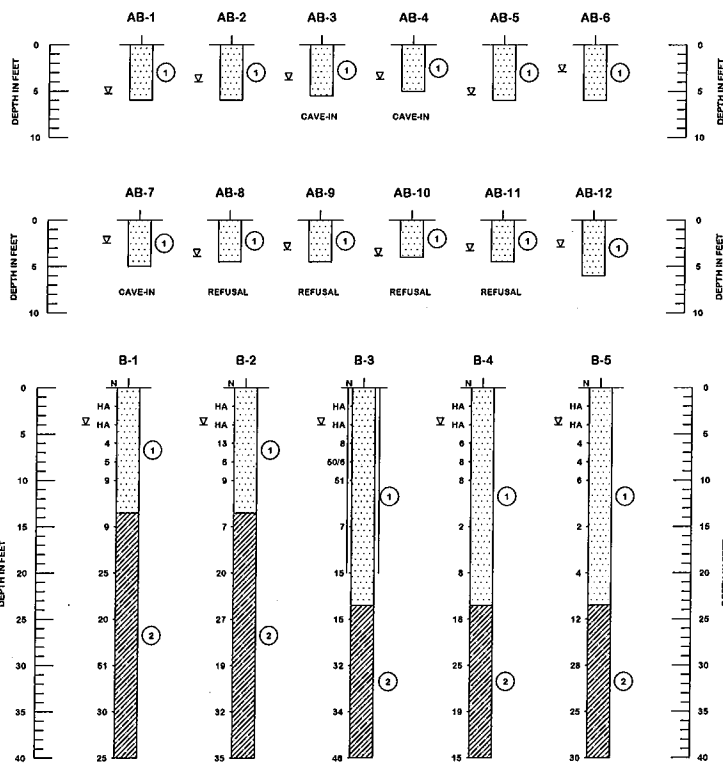 AB-1 AB-2 AB-3 AB-4 AB-5 AB-6
0 0
1 1 1 1 1 1
5 5
CAVE-IN CAVE-IN
10 10
DEPTH IN FEET DEPTH IN FEET
AB-7 AB-8 AB-9 AB-10 AB-11 AB-12
0 0
1 1 1 1 1 1
5 5
CAVE-IN REFUSAL REFUSAL REFUSAL REFUSAL
10 10
DEPTH IN FEET DEPTH IN FEET
B-1 B-2 B-3 B-4 B-5
N N N N N
0 0
HA HA HA HA HA
5 HA HA HA HA HA 5
4 13 8 6 4
1 1
5 6 50/6 8 4
10 9 9 51 8 6 10
1 1 1
15 9 7 7 2 2 15
20 25 20 15 8 4 20
25 20 27 15 18 12 25
2 2
30 51 19 32 25 28 30
2 2 2
35 30 32 34 19 25 35
40 25 35 48 15 30 40
DEPTH IN FEET